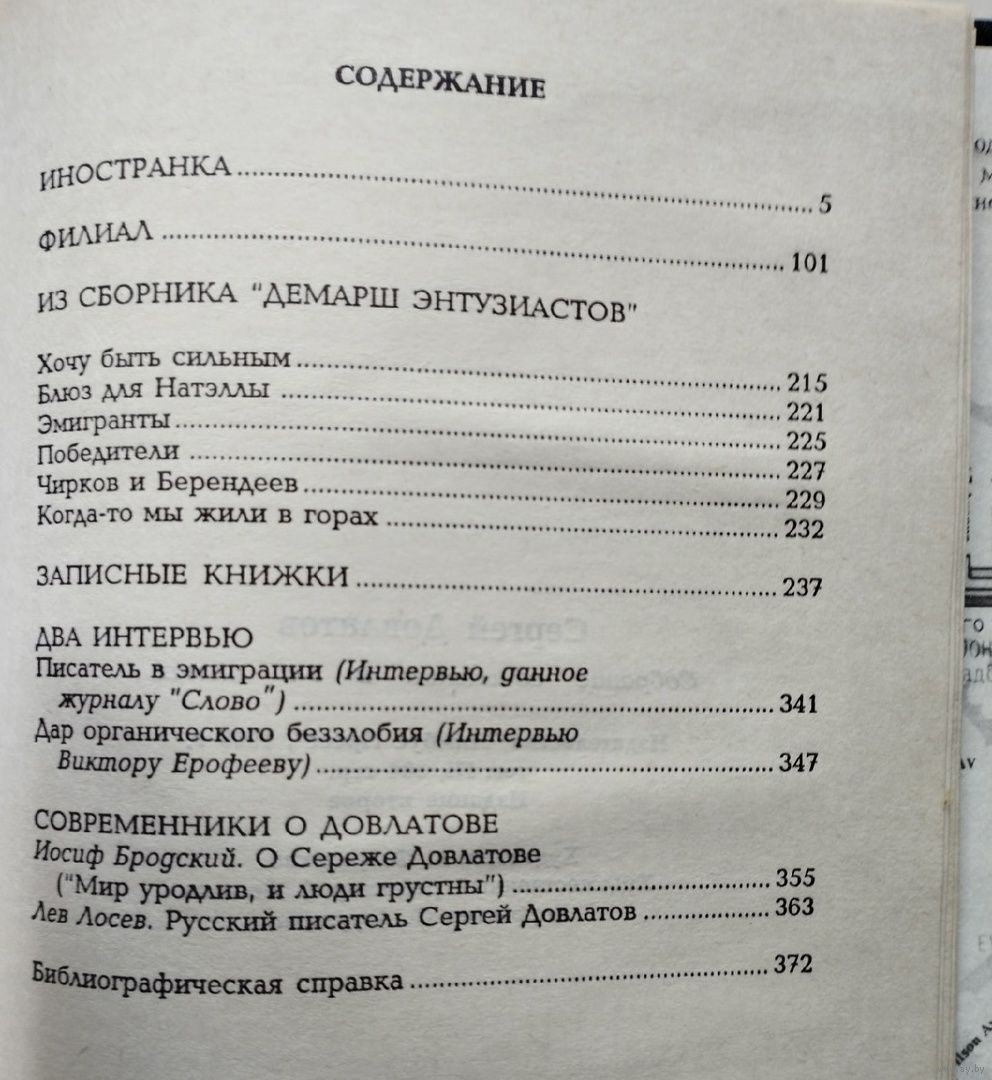 СОДЕРЖАНИЕ
ИНОСТРАНКА 5
ФИЛИАЛ 101
ИЗ СБОРНИКА "ДЕМАРШ ЭНТУЗИАСТОВ"
Хочу быть сильным 215
Блюз для Натэллы 221
Эмигранты 225
Победители 227
Чирков и Берендеев 229
Когда-то мы жили в горах 232
ЗАПИСНЫЕ КНИЖКИ 237
ДВА ИНТЕРВЬЮ
Писатель в эмиграции (Интервью, данное
журналу "Слово") 341
Дар органического беззлобия (Интервью
Виктору Ерофееву) 347
СОВРЕМЕННИКИ О ДОВЛАТОВЕ
Иосиф Бродский. О Сереже Довлатове
("Мир уродлив, и люди грустны") 355
Лев Лосев. Русский писатель Сергей Довлатов 363
Библиографическая справка 372